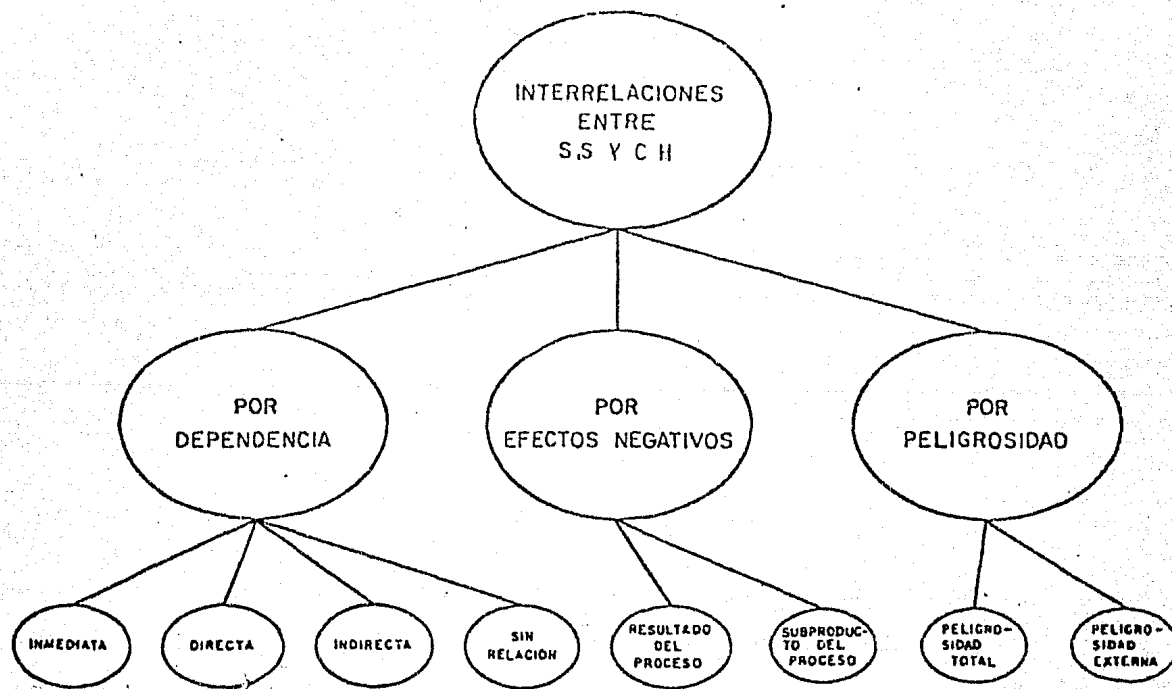 INTERRELACIONES
ENTRE
S.S Y C H
POR
DEPENDENCIA
POR
EFECTOS NEGATIVOS
POR
PELIGROSIDAD
INMEDIATA
DIRECTA
INDIRECTA
SIN
RELACION
RESULTADO
DEL
PROCESO
SUBPRODUC-
TO DEL
PROCESO
PELIGRO-
SIDAD
TOTAL
PELIGRO-
SIDAD
EXTERNA